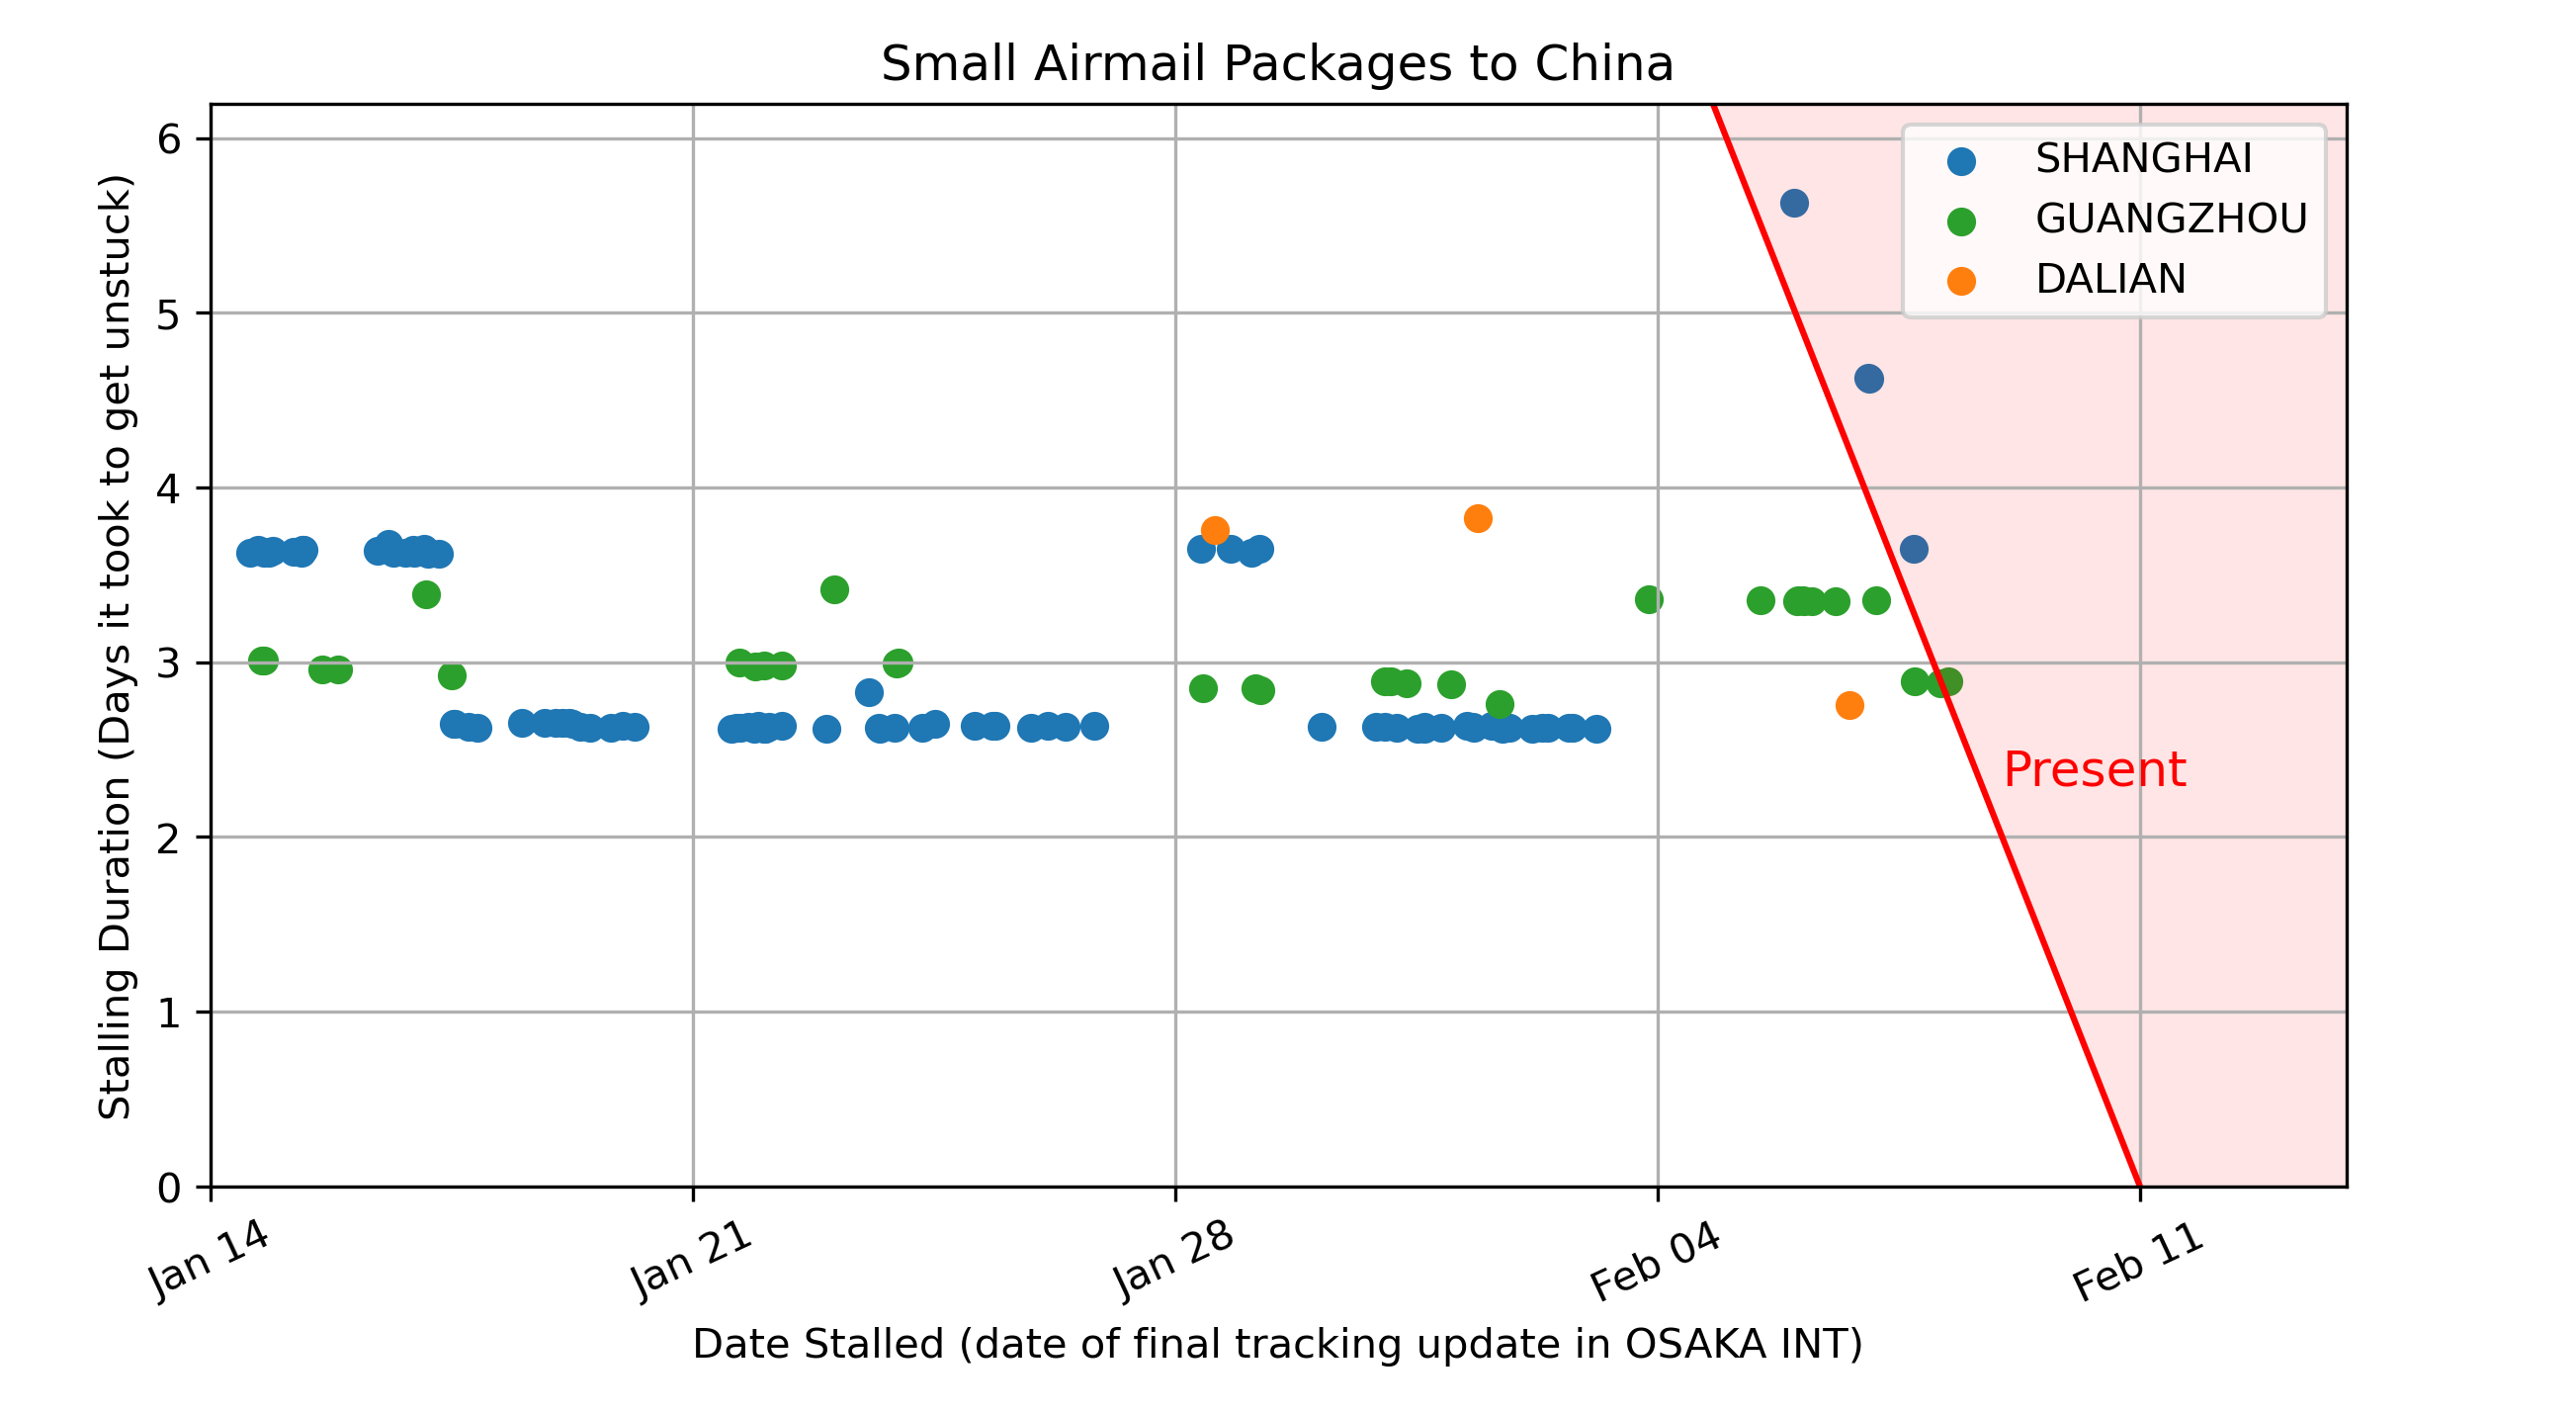 Small Airmail Packages to China
Stalling Duration (Days it took to get unstuck)
6
5
4
3
2
1
0
SHANGHAI
GUANGZHOU
DALIAN
Present
Jan 14
Jan 21
Jan 28
Feb 04
Feb 11
Date Stalled (date of final tracking update in OSAKA INT)